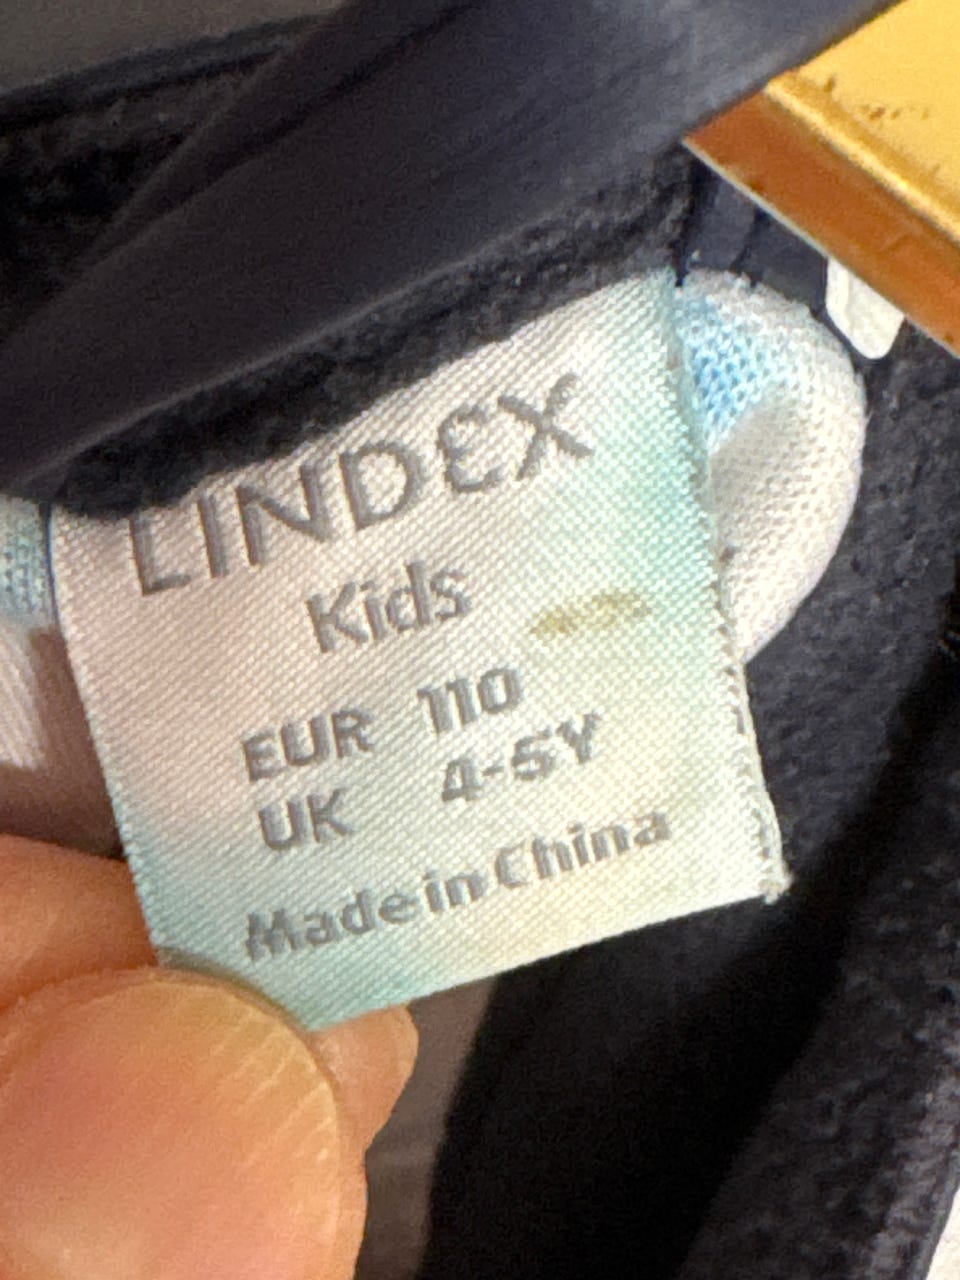 LINDEX
Kids
EUR 110
UK 4-5Y
Made in China